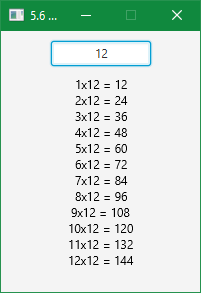 5.6 ...
12
1x12 = 12
2x12 = 24
3x12 = 36
4x12 = 48
5x12 = 60
6x12 = 72
7x12 = 84
8x12 = 96
9x12 = 108
10x12 = 120
11x12 = 132
12x12 = 144